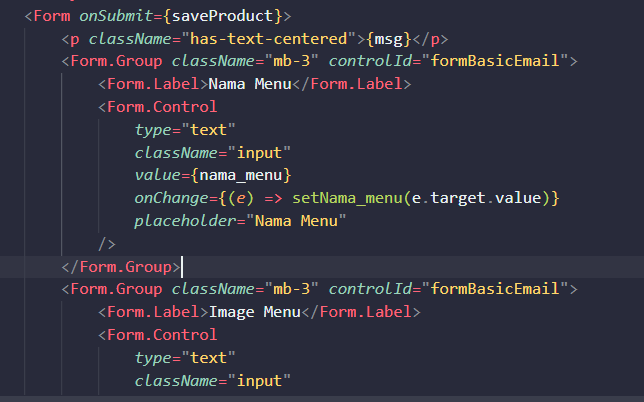 <Form onSubmit={saveProduct}>
<p className="has-text-centered">{msg}</p>
<Form.Group className="mb-3" controlId="formBasicEmail">
<Form.Label>Nama Menu</Form.Label>
<Form.Control
type="text"
className="input"
value={nama_menu}
onChange={(e) => setNama_menu(e.target.value)}
placeholder="Nama Menu"
/>
</Form.Group>
<Form.Group className="mb-3" controlId="formBasicEmail">
<Form.Label>Image Menu</Form.Label>
<Form.Control
type="text"
className="input"